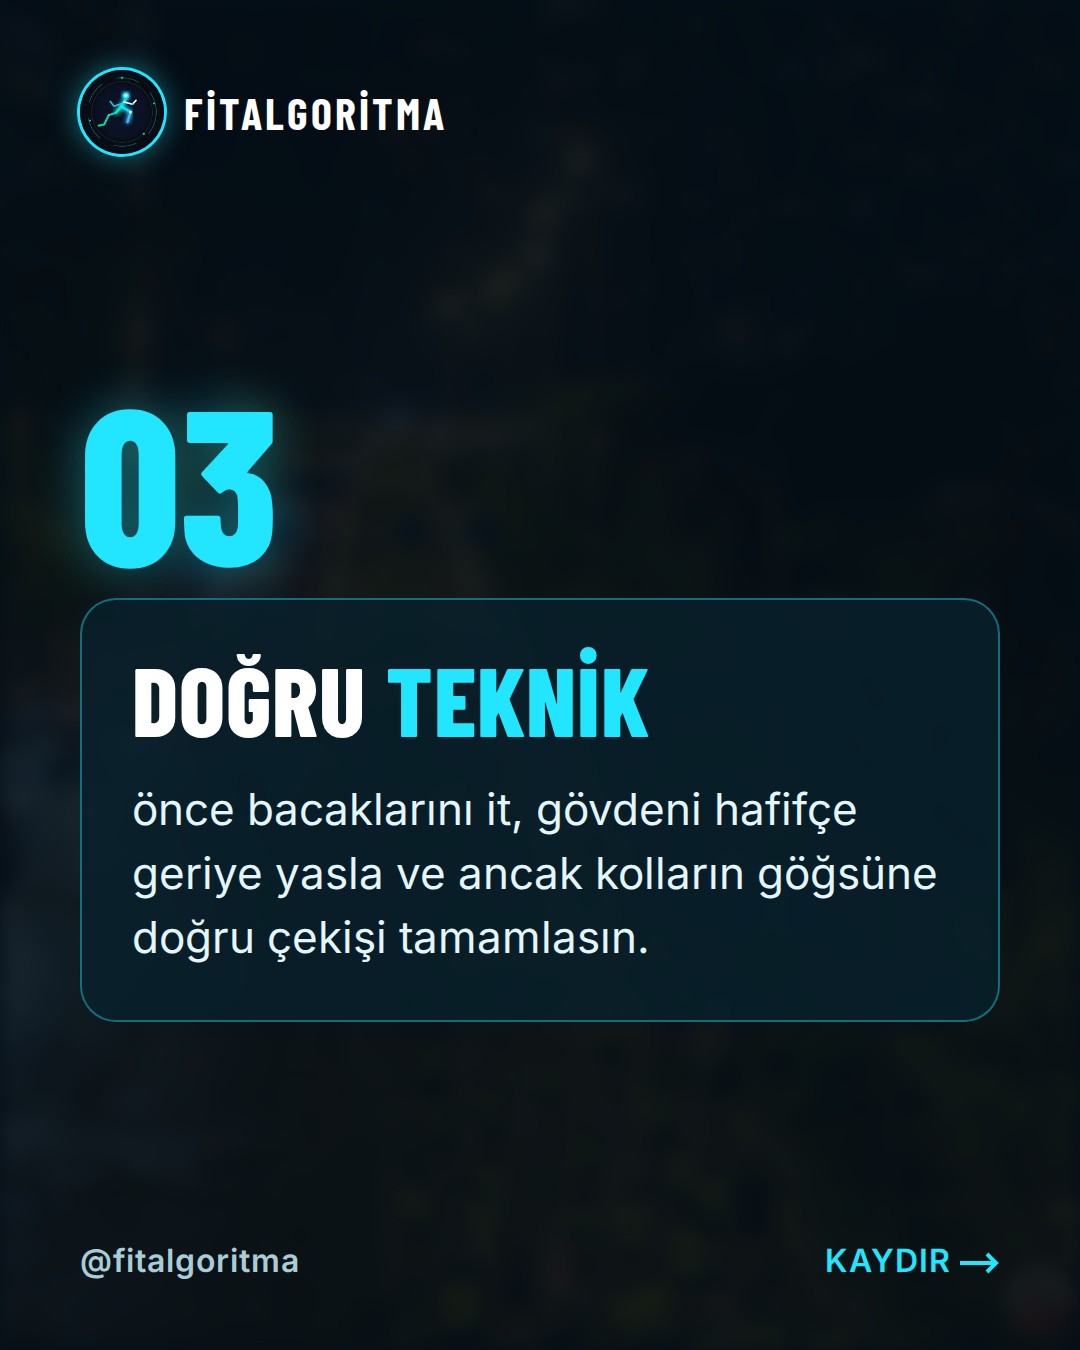 FİTALGORİTMA
03
DOĞRU TEKNİK
önce bacaklarını it, gövdeni hafifçe
geriye yasla ve ancak kolların göğsüne
doğru çekişi tamamlasın.
@fitalgoritma
KAYDIR →